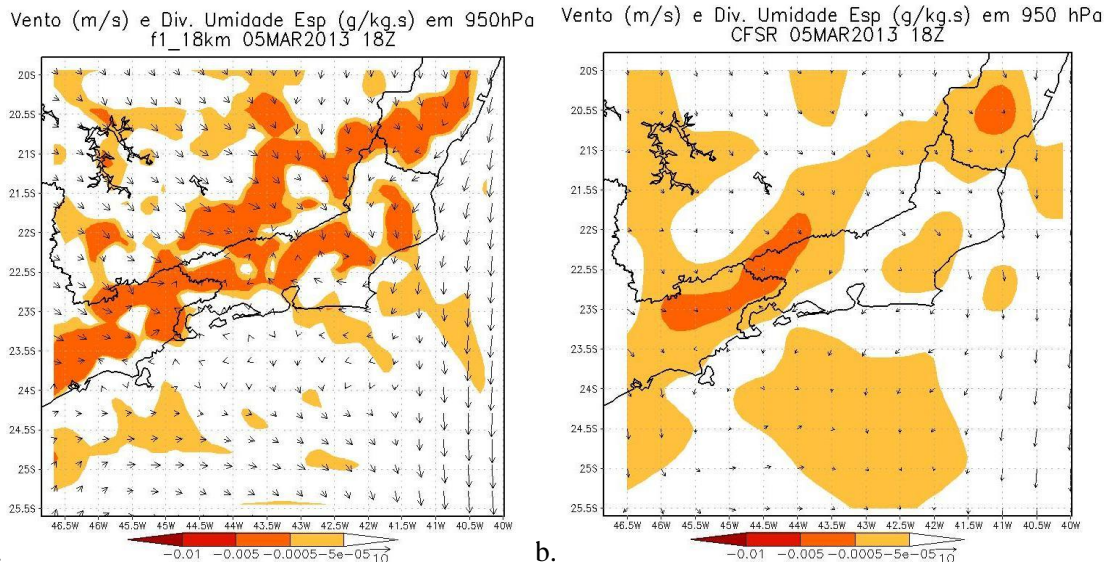 Vento (m/s) e Div. Umidade Esp (g/kg.s) em 950hPa
f1_18km 05MAR2013 18Z
20S
20.5S
21S
21.5S
22S
22.5S
23S
23.5S
24S
24.5S
25S
25.5S
46.5W 46W 45.5W 45W 44.5W 44W 43.5W 43W 42.5W 42W 41.5W 41W 40.5W 40W
-0.01 -0.005 -0.0005 -5e-05
10
Vento (m/s) e Div. Umidade Esp (g/kg.s) em 950 hPa
CFSR 05MAR2013 18Z
20S
20.5S
21S
21.5S
22S
22.5S
23S
23.5S
24S
24.5S
25S
25.5S
46.5W 46W 45.5W 45W 44.5W 44W 43.5W 43W 42.5W 42W 41.5W 41W 40.5W 40W
-0.01 -0.005 -0.0005 -5e-05
10
b.